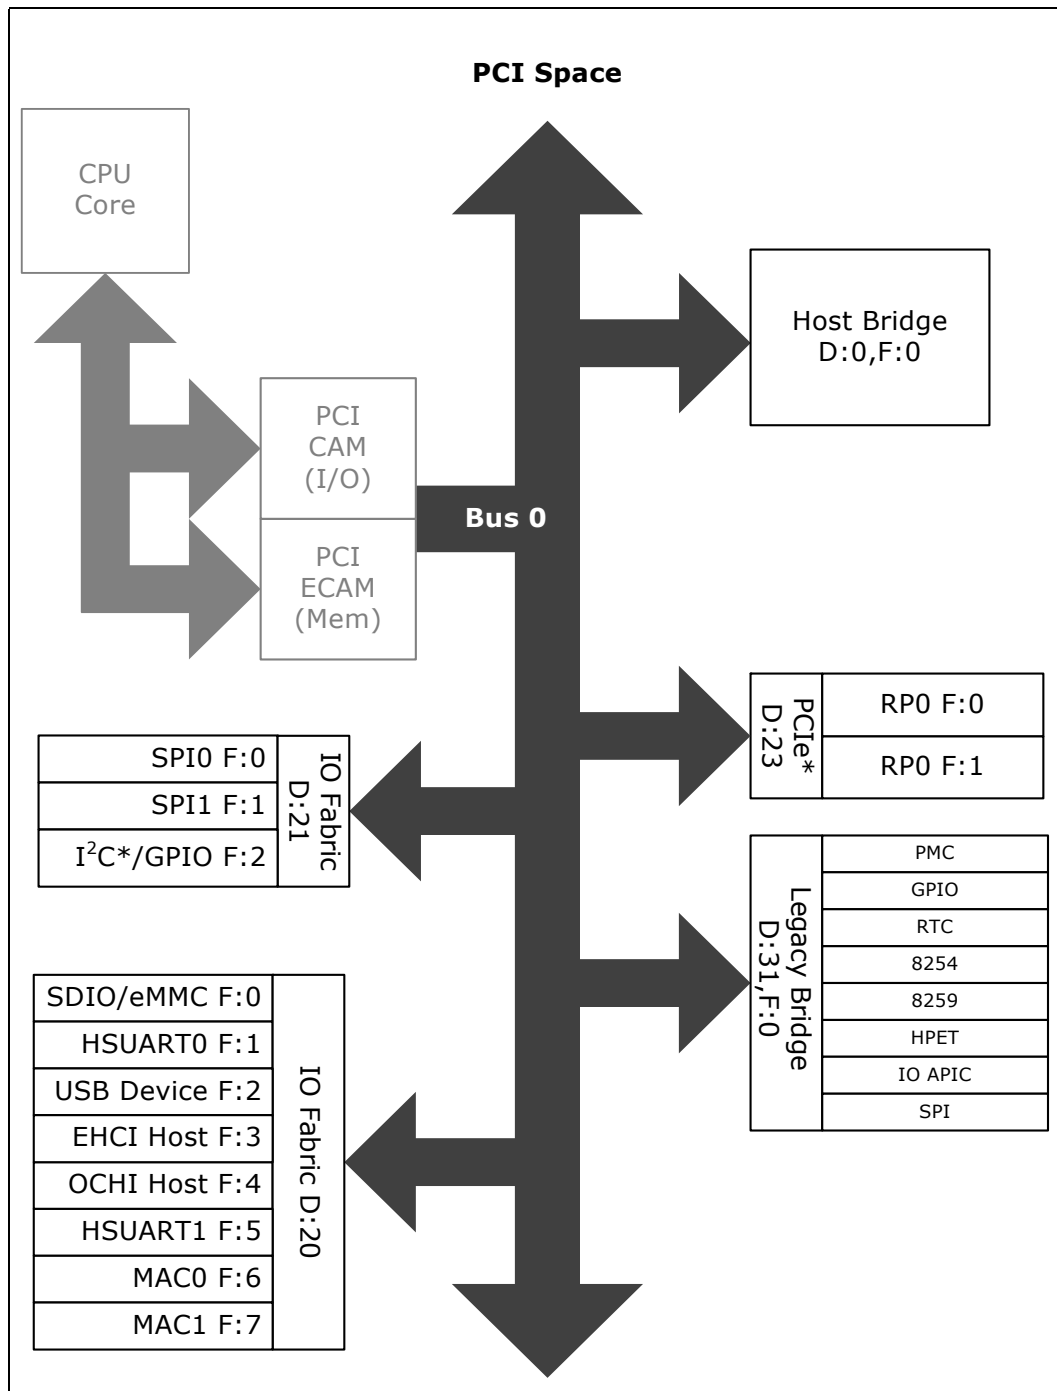 PCI Space
CPU
Core
Host Bridge
D:0,F:0
PCI
CAM
(I/O)
Bus 0
PCI
ECAM
(Mem)
PCIe*
D:23
RP0 F:0
RP0 F:1
SPI0 F:0
SPI1 F:1
I²C*/GPIO F:2
IO Fabric
D:21
Legacy Bridge
D:31,F:0
PMC
GPIO
RTC
8254
8259
HPET
IO APIC
SPI
SDIO/eMMC F:0
HSUART0 F:1
USB Device F:2
EHCI Host F:3
OCHI Host F:4
HSUART1 F:5
MAC0 F:6
MAC1 F:7
IO Fabric D:20